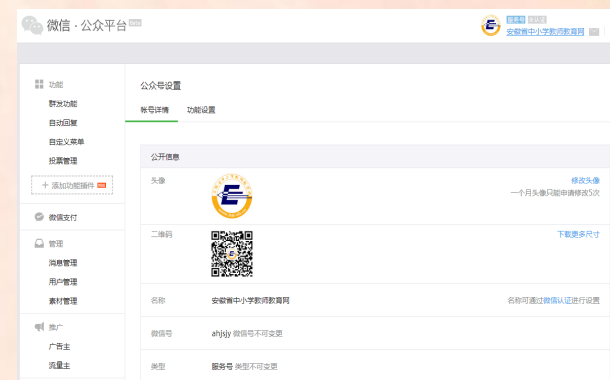 微信·公众平台
服务号 未认证
安徽省中小学教师教育网
功能
群发功能
自动回复
自定义菜单
投票管理
+ 添加功能插件
微信支付
管理
消息管理
用户管理
素材管理
推广
广告主
流量主
公众号设置
帐号详情 功能设置
公开信息
头像 修改头像
一个月头像只能申请修改5次
二维码 下载更多尺寸
名称 安徽省中小学教师教育网 名称可通过微信认证进行设置
微信号 ahjsjy 微信号不可变更
类型 服务号 类型不可变更